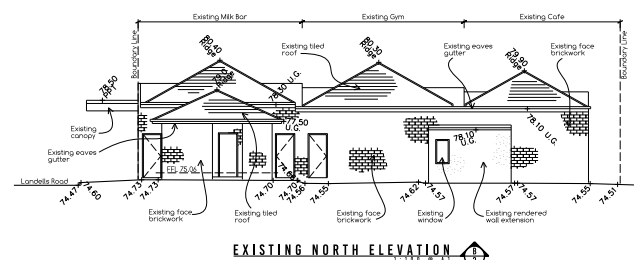 Existing Milk Bar
Existing Gym
Existing Cafe
Boundary Line
Boundary Line
80.40
Ridge
79.0
Ridge
80.30
Ridge
79.90
Ridge
Existing tiled
roof
Existing eaves
gutter
Existing face
brickwork
78.50
PPT
78.30 U.G.
77.50
U.G.
78.10
U.G.
78.10 U.G.
Existing
canopy
Existing eaves
gutter
FFL 75.06
Landells Road
74.47
74.60
74.73
74.73
74.70
74.70
74.56
74.55
74.62
74.57
74.57
74.57
74.55
74.51
Existing face
brickwork
Existing tiled
roof
Existing face
brickwork
Existing
window
Existing rendered
wall extension
EXISTING NORTH ELEVATION
B